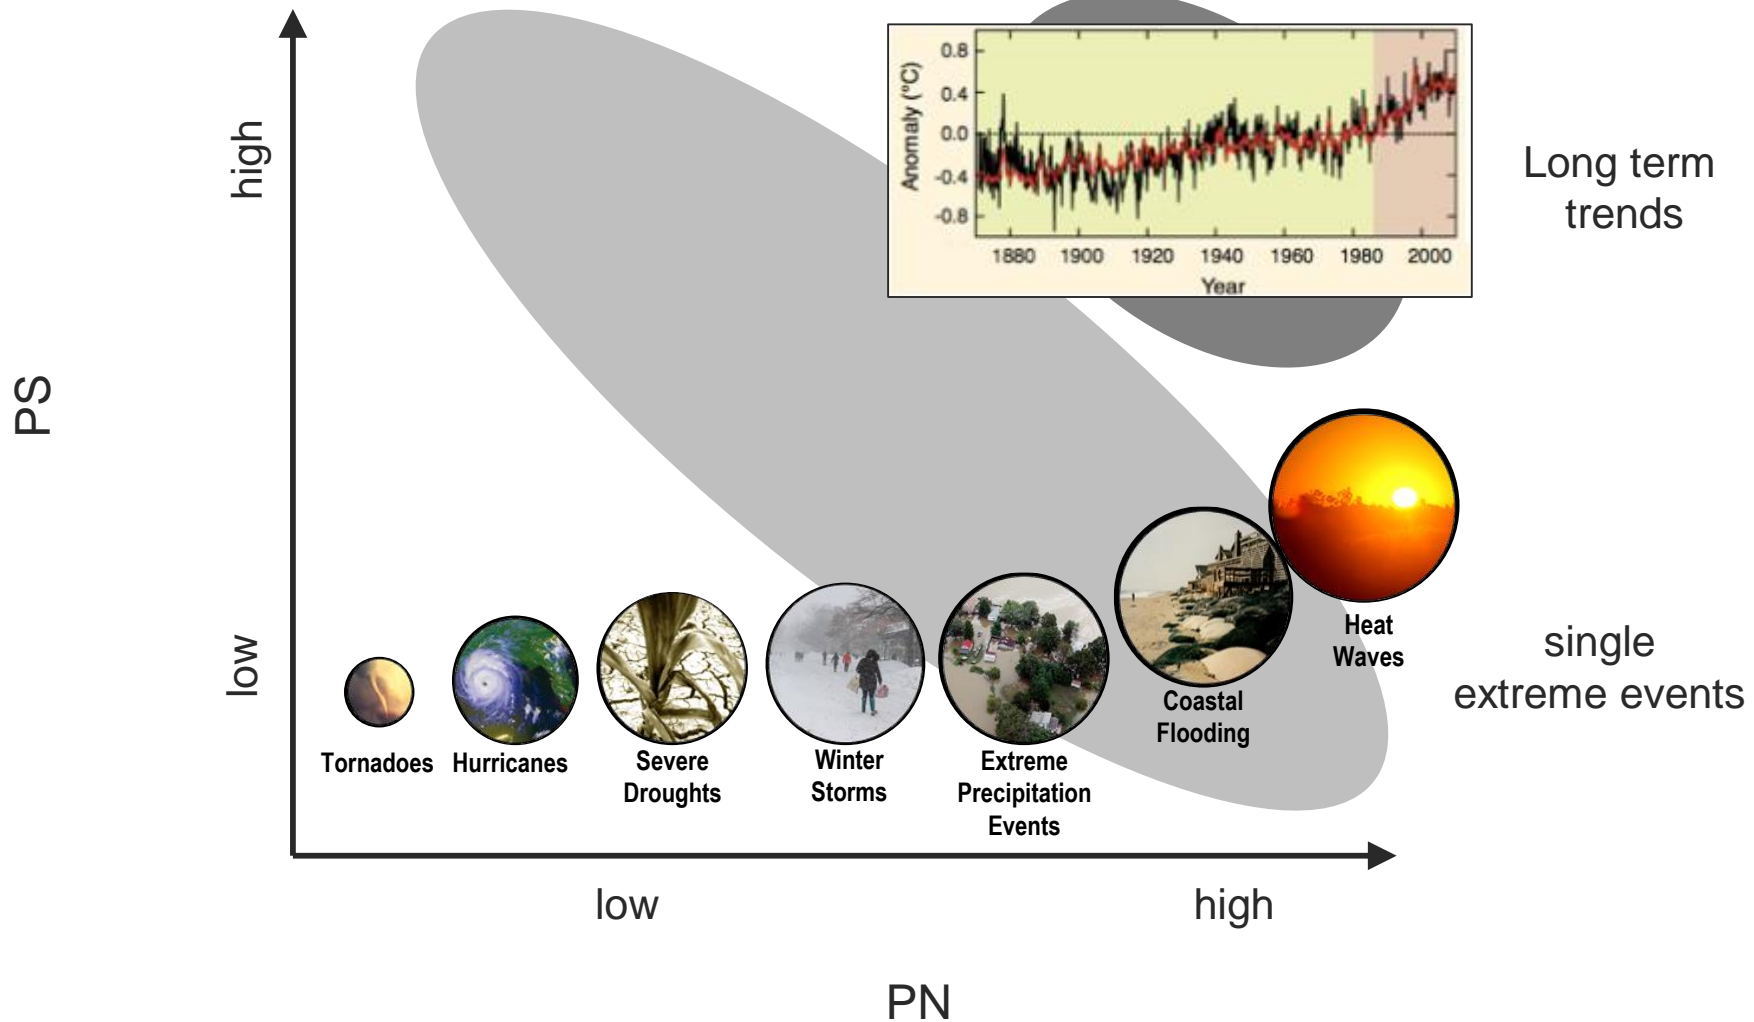 0.8
0.4
0.0
-0.4
-0.8
Anomaly (°C)
1880 1900 1920 1940 1960 1980 2000
Year
Long term
trends
high
PS
low
Heat
Waves
single
extreme events
Coastal
Flooding
Tornadoes
Hurricanes
Severe
Droughts
Winter
Storms
Extreme
Precipitation
Events
low
high
PN